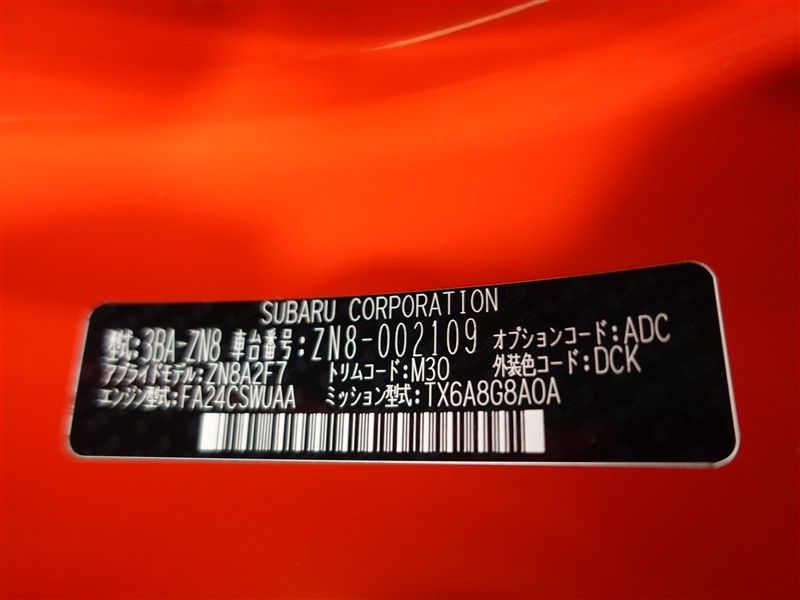 SUBARU CORPORATION
型式:3BA-ZN8 車台番号:ZN8-002109 オプションコード:ADC
アプライドモデル:ZN8A2F7 トリムコード:M30 外装色コード:DCK
エンジン型式:FA24CSWUAA ミッション型式:TX6A8G8A0A